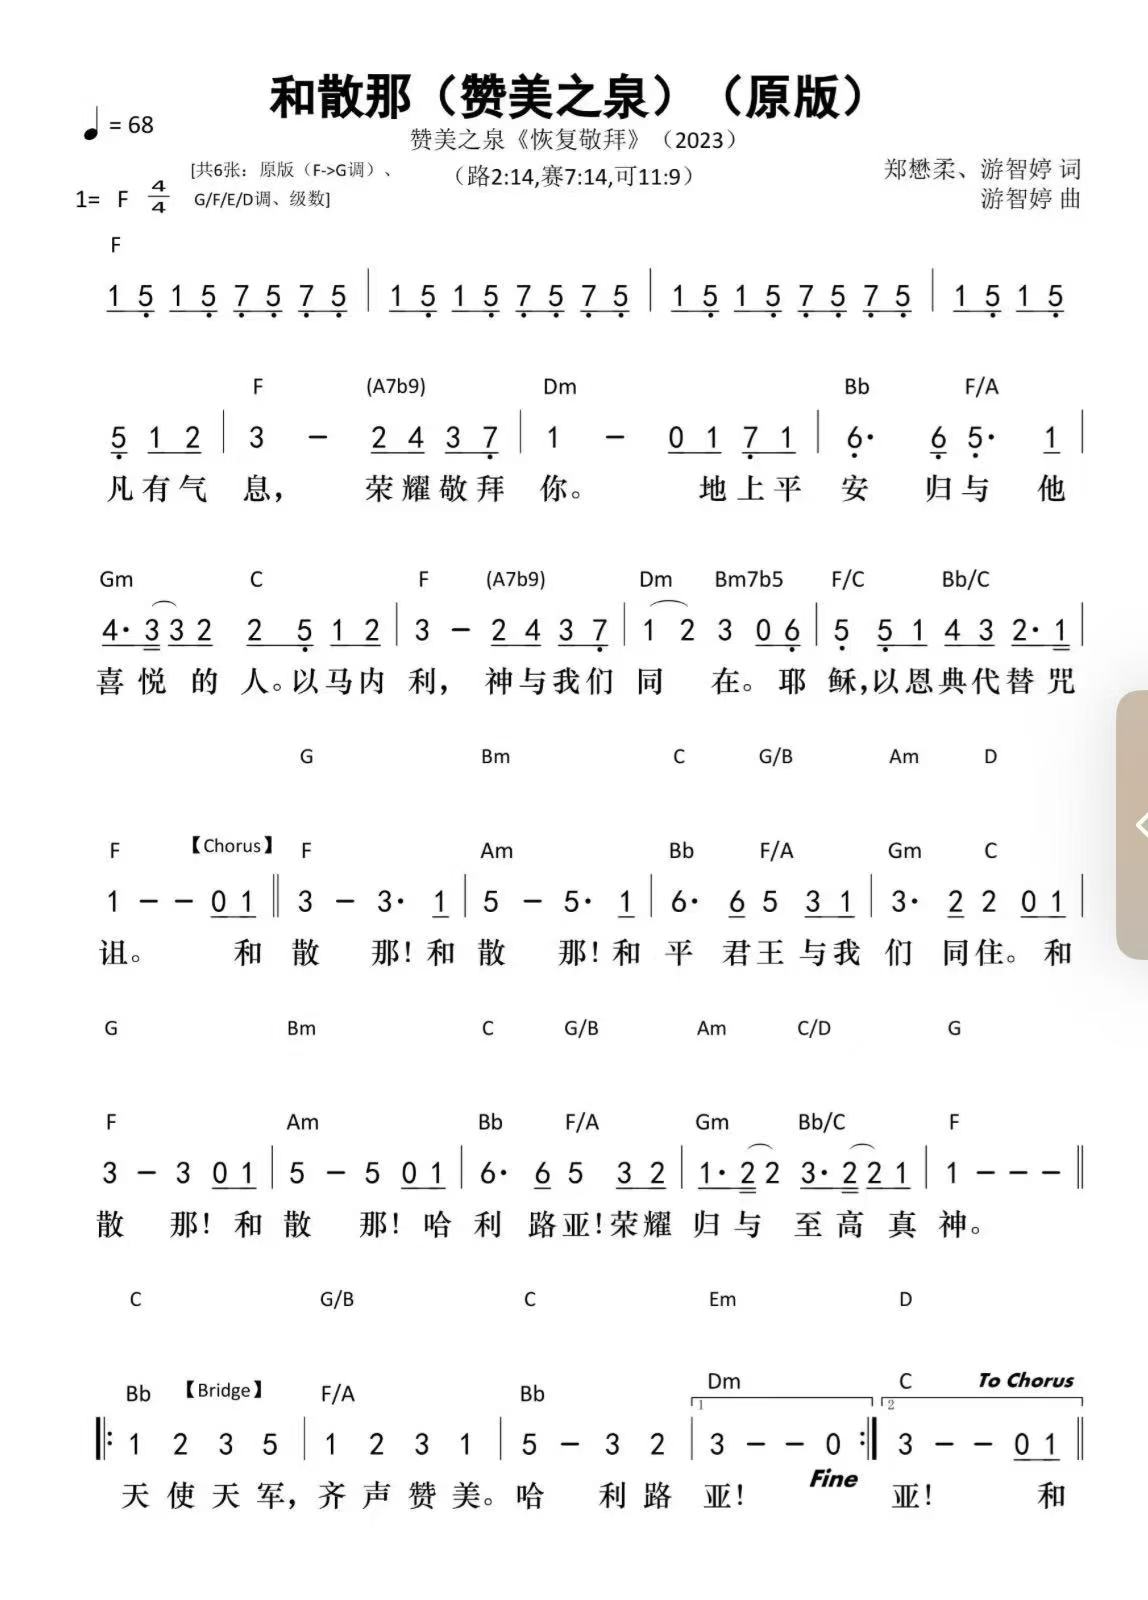 和散那（赞美之泉）（原版）
♩ = 68
赞美之泉《恢复敬拜》（2023）
[共6张：原版（F->G调）、
（路2:14,赛7:14,可11:9）
郑懋柔、游智婷 词
1= F 4/4
G/F/E/D调、级数]
游智婷 曲
F
1 5 1 5 7 5 7 5 | 1 5 1 5 7 5 7 5 | 1 5 1 5 7 5 7 5 | 1 5 1 5
F (A7b9) Dm Bb F/A
5 1 2 | 3 – 2 4 3 7 | 1 – 0 1 7 1 | 6· 6 5· 1 |
凡有气 息， 荣耀敬拜 你。 地上平 安 归与 他
Gm C F (A7b9) Dm Bm7b5 F/C Bb/C
4· 3 3 2 2 5 1 2 | 3 – 2 4 3 7 | 1 2 3 0 6 | 5 5 1 4 3 2· 1 |
喜悦 的 人。以马内 利， 神与我们 同 在。耶 稣，以恩典代替咒
G Bm C G/B Am D
F 【Chorus】 F Am Bb F/A Gm C
1 – – 0 1 ‖ 3 – 3· 1 | 5 – 5· 1 | 6· 6 5 3 1 | 3· 2 2 0 1 |
诅。 和 散 那！和 散 那！和 平 君王 与我 们 同住。和
G Bm C G/B Am C/D G
F Am Bb F/A Gm Bb/C F
3 – 3 0 1 | 5 – 5 0 1 | 6· 6 5 3 2 | 1· 2 2 3· 2 2 1 | 1 – – – ‖
散 那！和 散 那！哈 利 路亚！荣耀 归 与 至 高 真 神。
C G/B C Em D
Bb 【Bridge】 F/A Bb Dm C To Chorus
1 2
‖: 1 2 3 5 | 1 2 3 1 | 5 – 3 2 | 3 – – 0 :‖ 3 – – 0 1 ‖
Fine
天 使 天 军，齐 声 赞 美。哈 利 路 亚！ 亚！ 和